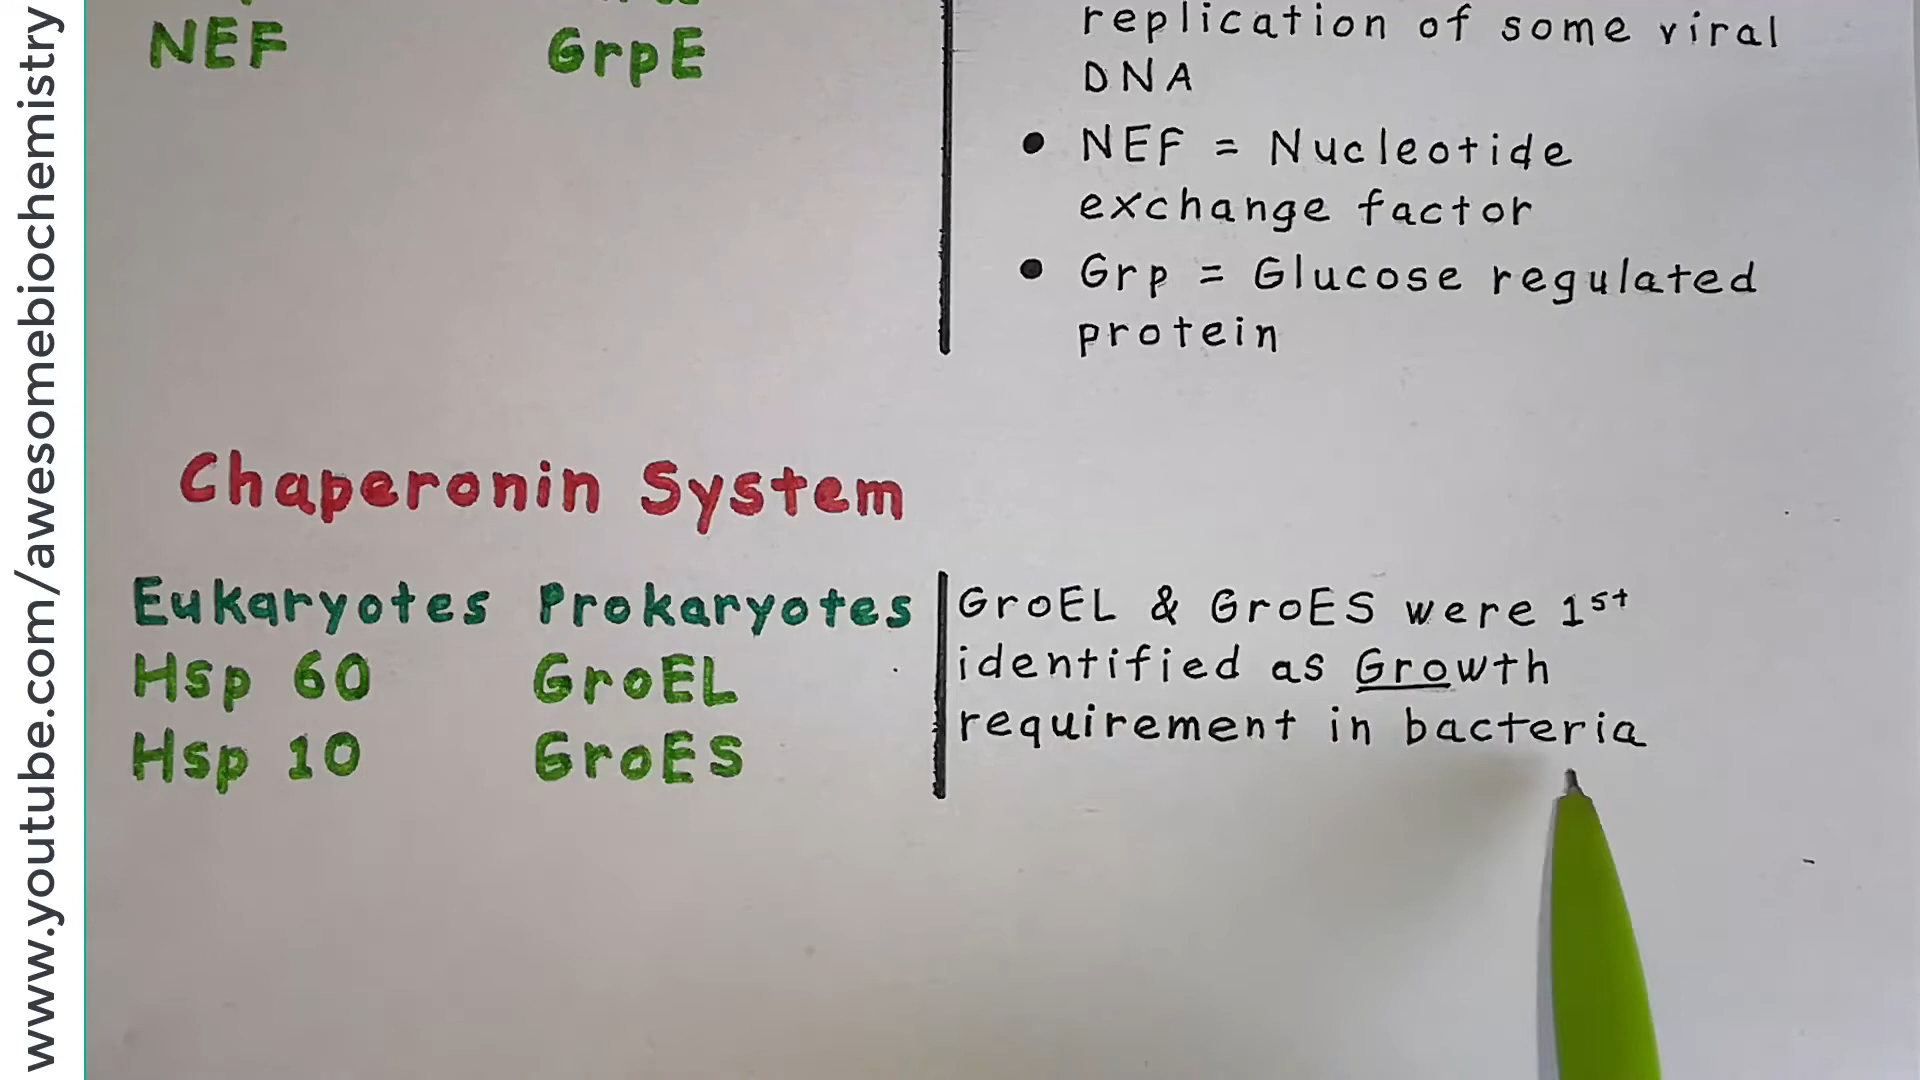 www.youtube.com/awesomebiochemistry
NEF GrpE
replication of some viral
DNA
• NEF = Nucleotide
exchange factor
• Grp = Glucose regulated
protein
Chaperonin System
Eukaryotes Prokaryotes
Hsp 60 GroEL
Hsp 10 GroES
GroEL & GroES were 1st
identified as Growth
requirement in bacteria